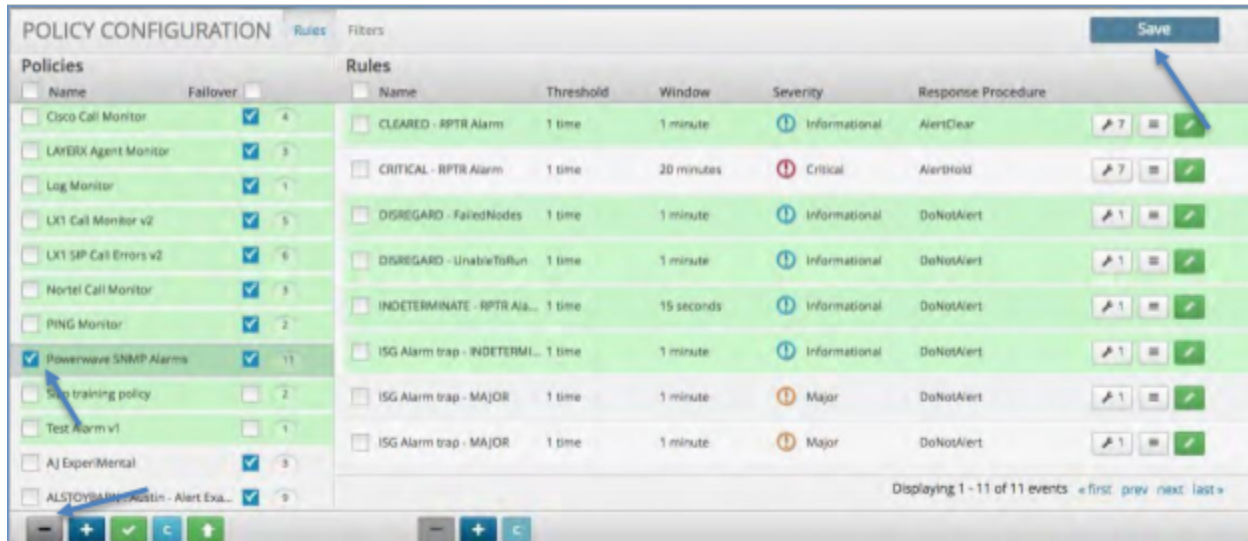 POLICY CONFIGURATION Rules Filters Save
Policies Rules
Name Failover Name Threshold Window Severity Response Procedure
Cisco Call Monitor 4
LAYERX Agent Monitor 3
Log Monitor 1
LX1 Call Monitor v2 5
LX1 SIP Call Errors v2 6
Nortel Call Monitor 3
PING Monitor 2
Powerwave SNMP Alarms 11
training policy 2
Test Alarm v1 1
AJ ExperiMental 3
Austin - Alert Exa... 9
CLEARED - RPTR Alarm 1 time 1 minute Informational AlertClear 7
CRITICAL - RPTR Alarm 1 time 20 minutes Critical AlertHold 7
DISREGARD - FailedNodes 1 time 1 minute Informational DoNotAlert 1
DISREGARD - UnableToRun 1 time 1 minute Informational DoNotAlert 1
INDETERMINATE - RPTR Ala... 1 time 15 seconds Informational DoNotAlert 1
ISG Alarm trap - INDETERMI... 1 time 1 minute Informational DoNotAlert 1
ISG Alarm trap - MAJOR 1 time 1 minute Major DoNotAlert 1
ISG Alarm trap - MAJOR 1 time 1 minute Major DoNotAlert 1
Displaying 1 - 11 of 11 events «first prev next last»
C C